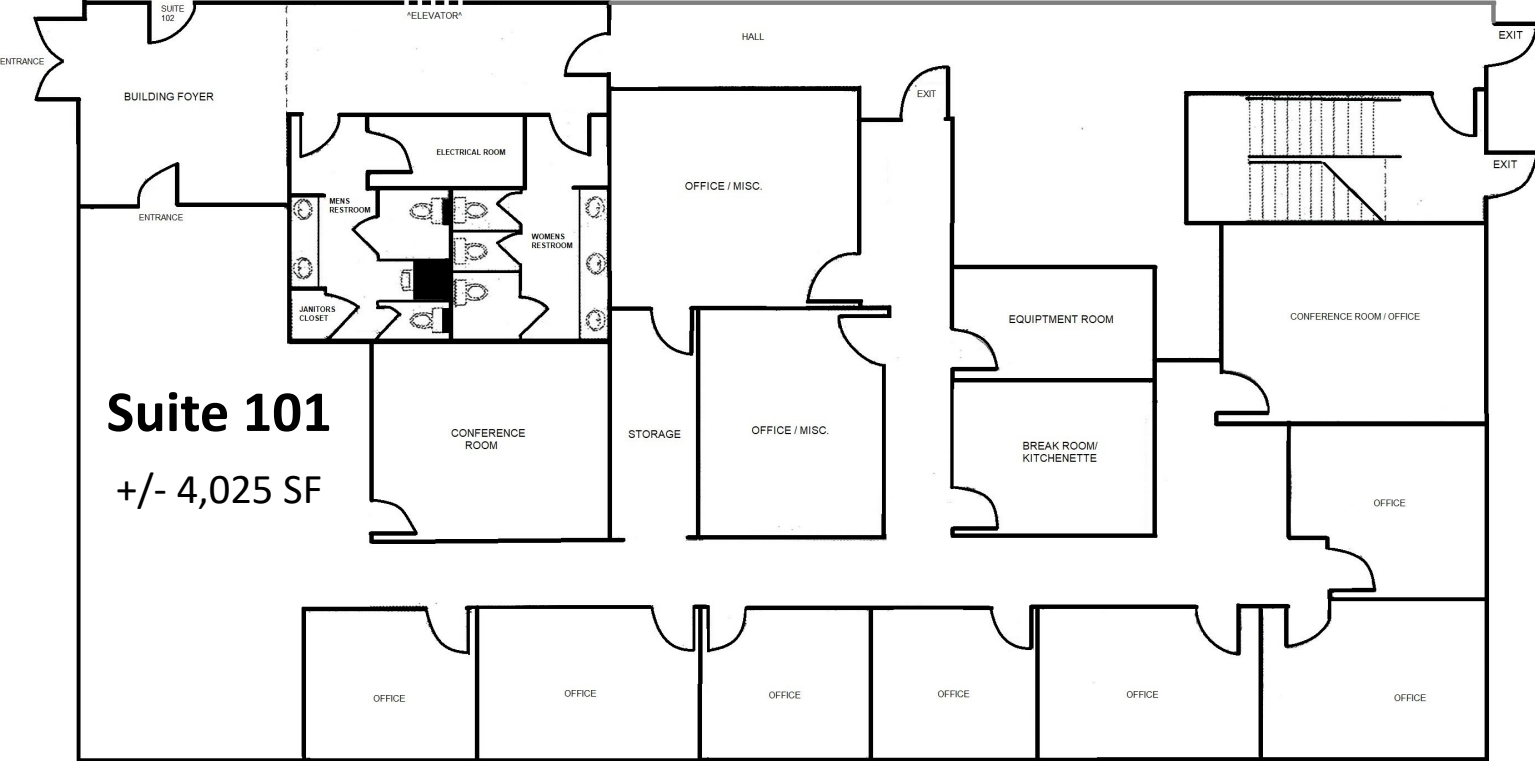 SUITE
102
^ELEVATOR^
HALL
EXIT
ENTRANCE
BUILDING FOYER
EXIT
ELECTRICAL ROOM
EXIT
OFFICE / MISC.
MENS
RESTROOM
ENTRANCE
WOMENS
RESTROOM
JANITORS
CLOSET
EQUIPTMENT ROOM
CONFERENCE ROOM / OFFICE
Suite 101
+/- 4,025 SF
CONFERENCE
ROOM
STORAGE
OFFICE / MISC.
BREAK ROOM/
KITCHENETTE
OFFICE
OFFICE
OFFICE
OFFICE
OFFICE
OFFICE
OFFICE